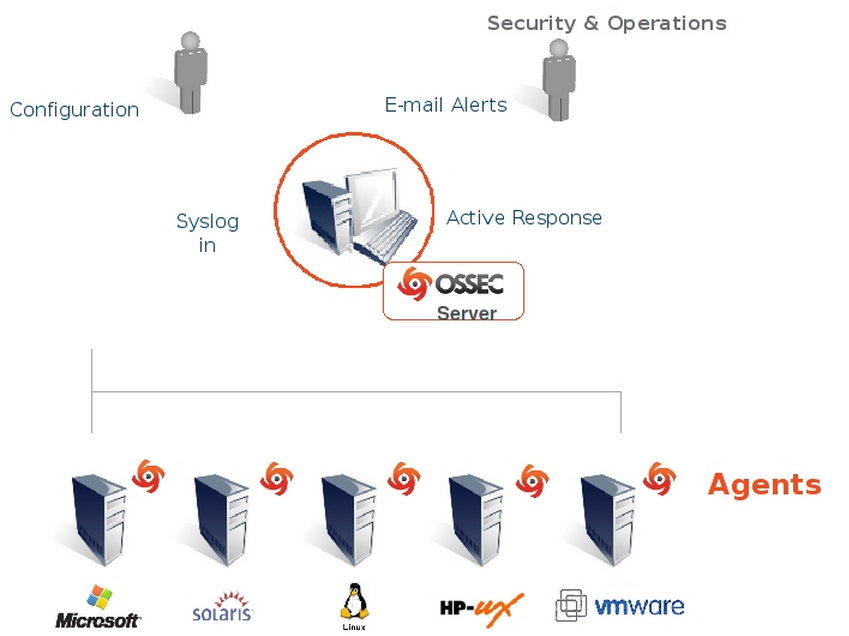 Security & Operations
Configuration
E-mail Alerts
Syslog
in
Active Response
OSSEC
Server
Agents
Microsoft
solaris
Linux
HP-ux
vmware